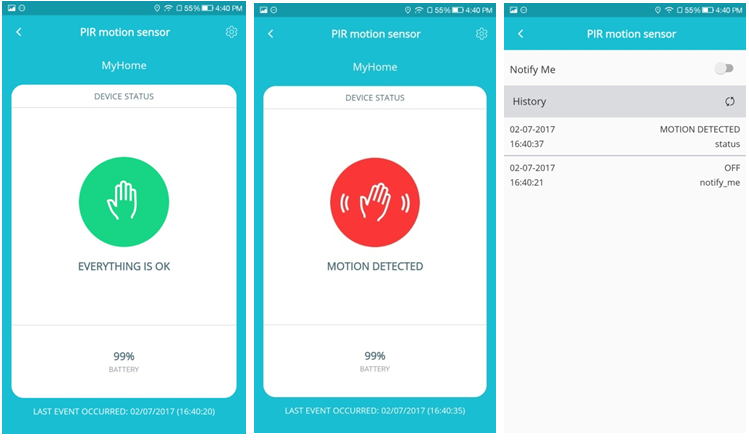 55% 4:40 PM
PIR motion sensor
MyHome
DEVICE STATUS
EVERYTHING IS OK
99%
BATTERY
LAST EVENT OCCURRED: 02/07/2017 (16:40:20)
55% 4:40 PM
PIR motion sensor
MyHome
DEVICE STATUS
MOTION DETECTED
99%
BATTERY
LAST EVENT OCCURRED: 02/07/2017 (16:40:35)
55% 4:40 PM
PIR motion sensor
Notify Me
History
02-07-2017 MOTION DETECTED
16:40:37 status
02-07-2017 OFF
16:40:21 notify_me